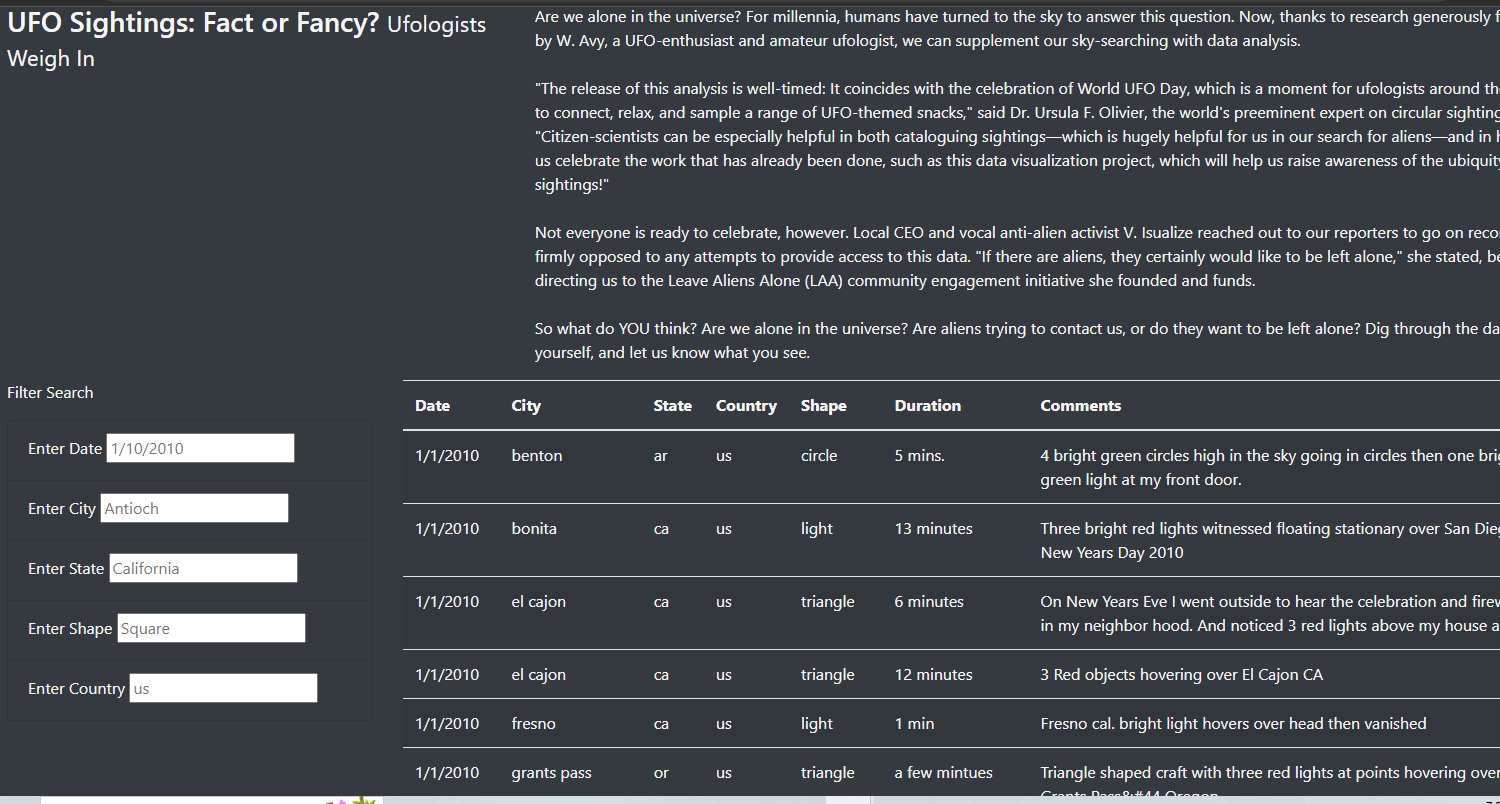 UFO Sightings: Fact or Fancy? Ufologists
Weigh In
Are we alone in the universe? For millennia, humans have turned to the sky to answer this question. Now, thanks to research generously
by W. Avy, a UFO-enthusiast and amateur ufologist, we can supplement our sky-searching with data analysis.
"The release of this analysis is well-timed: It coincides with the celebration of World UFO Day, which is a moment for ufologists around
to connect, relax, and sample a range of UFO-themed snacks," said Dr. Ursula F. Olivier, the world's preeminent expert on circular sighting
"Citizen-scientists can be especially helpful in both cataloguing sightings—which is hugely helpful for us in our search for aliens—and in
us celebrate the work that has already been done, such as this data visualization project, which will help us raise awareness of the ubiquity
sightings!"
Not everyone is ready to celebrate, however. Local CEO and vocal anti-alien activist V. Isualize reached out to our reporters to go on
firmly opposed to any attempts to provide access to this data. "If there are aliens, they certainly would like to be left alone," she stated,
directing us to the Leave Aliens Alone (LAA) community engagement initiative she founded and funds.
So what do YOU think? Are we alone in the universe? Are aliens trying to contact us, or do they want to be left alone? Dig through the
yourself, and let us know what you see.
Filter Search
Enter Date 1/10/2010
Enter City Antioch
Enter State California
Enter Shape Square
Enter Country us
Date City State Country Shape Duration Comments
1/1/2010 benton ar us circle 5 mins. 4 bright green circles high in the sky going in circles then one
green light at my front door.
1/1/2010 bonita ca us light 13 minutes Three bright red lights witnessed floating stationary over San
New Years Day 2010
1/1/2010 el cajon ca us triangle 6 minutes On New Years Eve I went outside to hear the celebration and
in my neighbor hood. And noticed 3 red lights above my house
1/1/2010 el cajon ca us triangle 12 minutes 3 Red objects hovering over El Cajon CA
1/1/2010 fresno ca us light 1 min Fresno cal. bright light hovers over head then vanished
1/1/2010 grants pass or us triangle a few mintues Triangle shaped craft with three red lights at points hovering over
Grants Pass&#44 Oregon